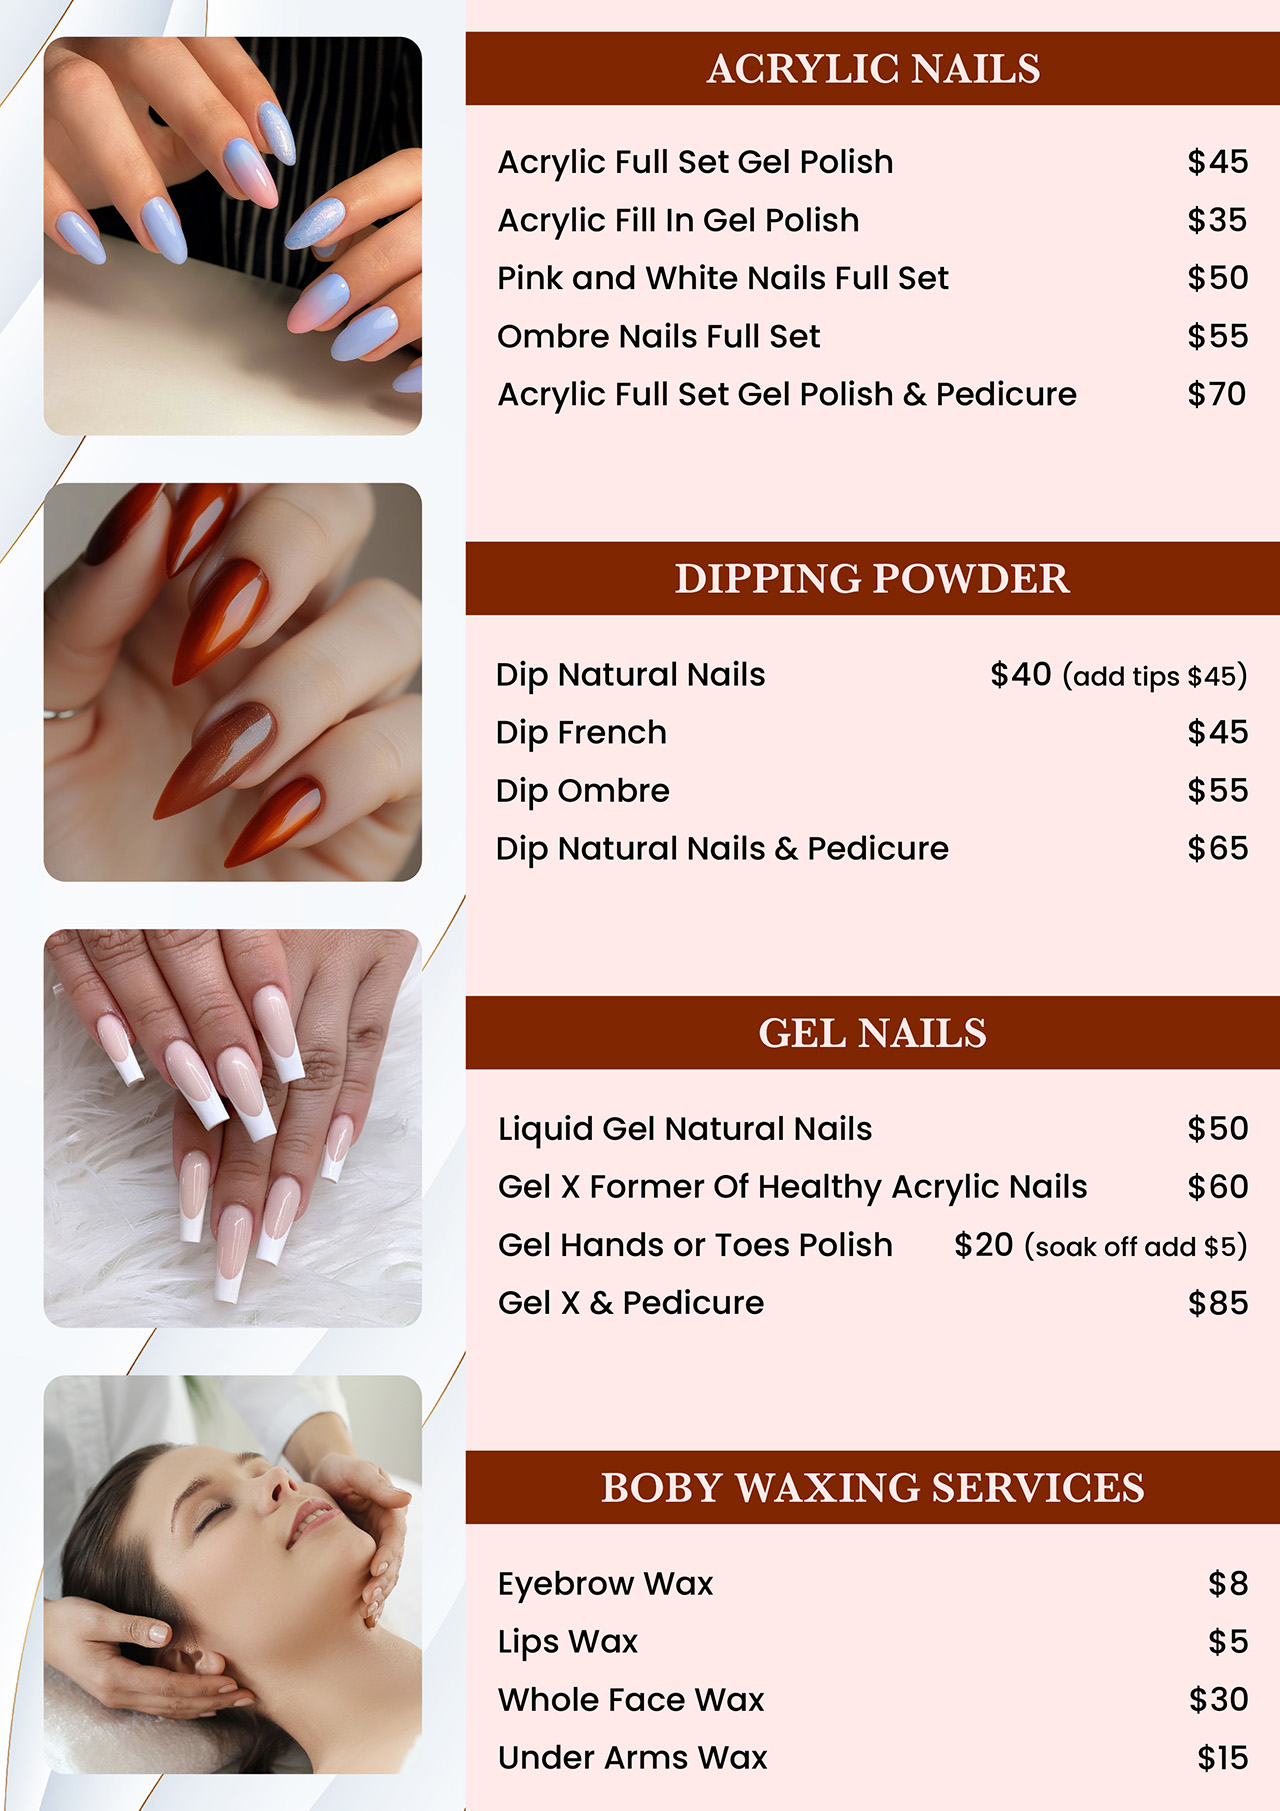 ACRYLIC NAILS
Acrylic Full Set Gel Polish $45
Acrylic Fill In Gel Polish $35
Pink and White Nails Full Set $50
Ombre Nails Full Set $55
Acrylic Full Set Gel Polish & Pedicure $70
DIPPING POWDER
Dip Natural Nails $40 (add tips $45)
Dip French $45
Dip Ombre $55
Dip Natural Nails & Pedicure $65
GEL NAILS
Liquid Gel Natural Nails $50
Gel X Former Of Healthy Acrylic Nails $60
Gel Hands or Toes Polish $20 (soak off add $5)
Gel X & Pedicure $85
BOBY WAXING SERVICES
Eyebrow Wax $8
Lips Wax $5
Whole Face Wax $30
Under Arms Wax $15